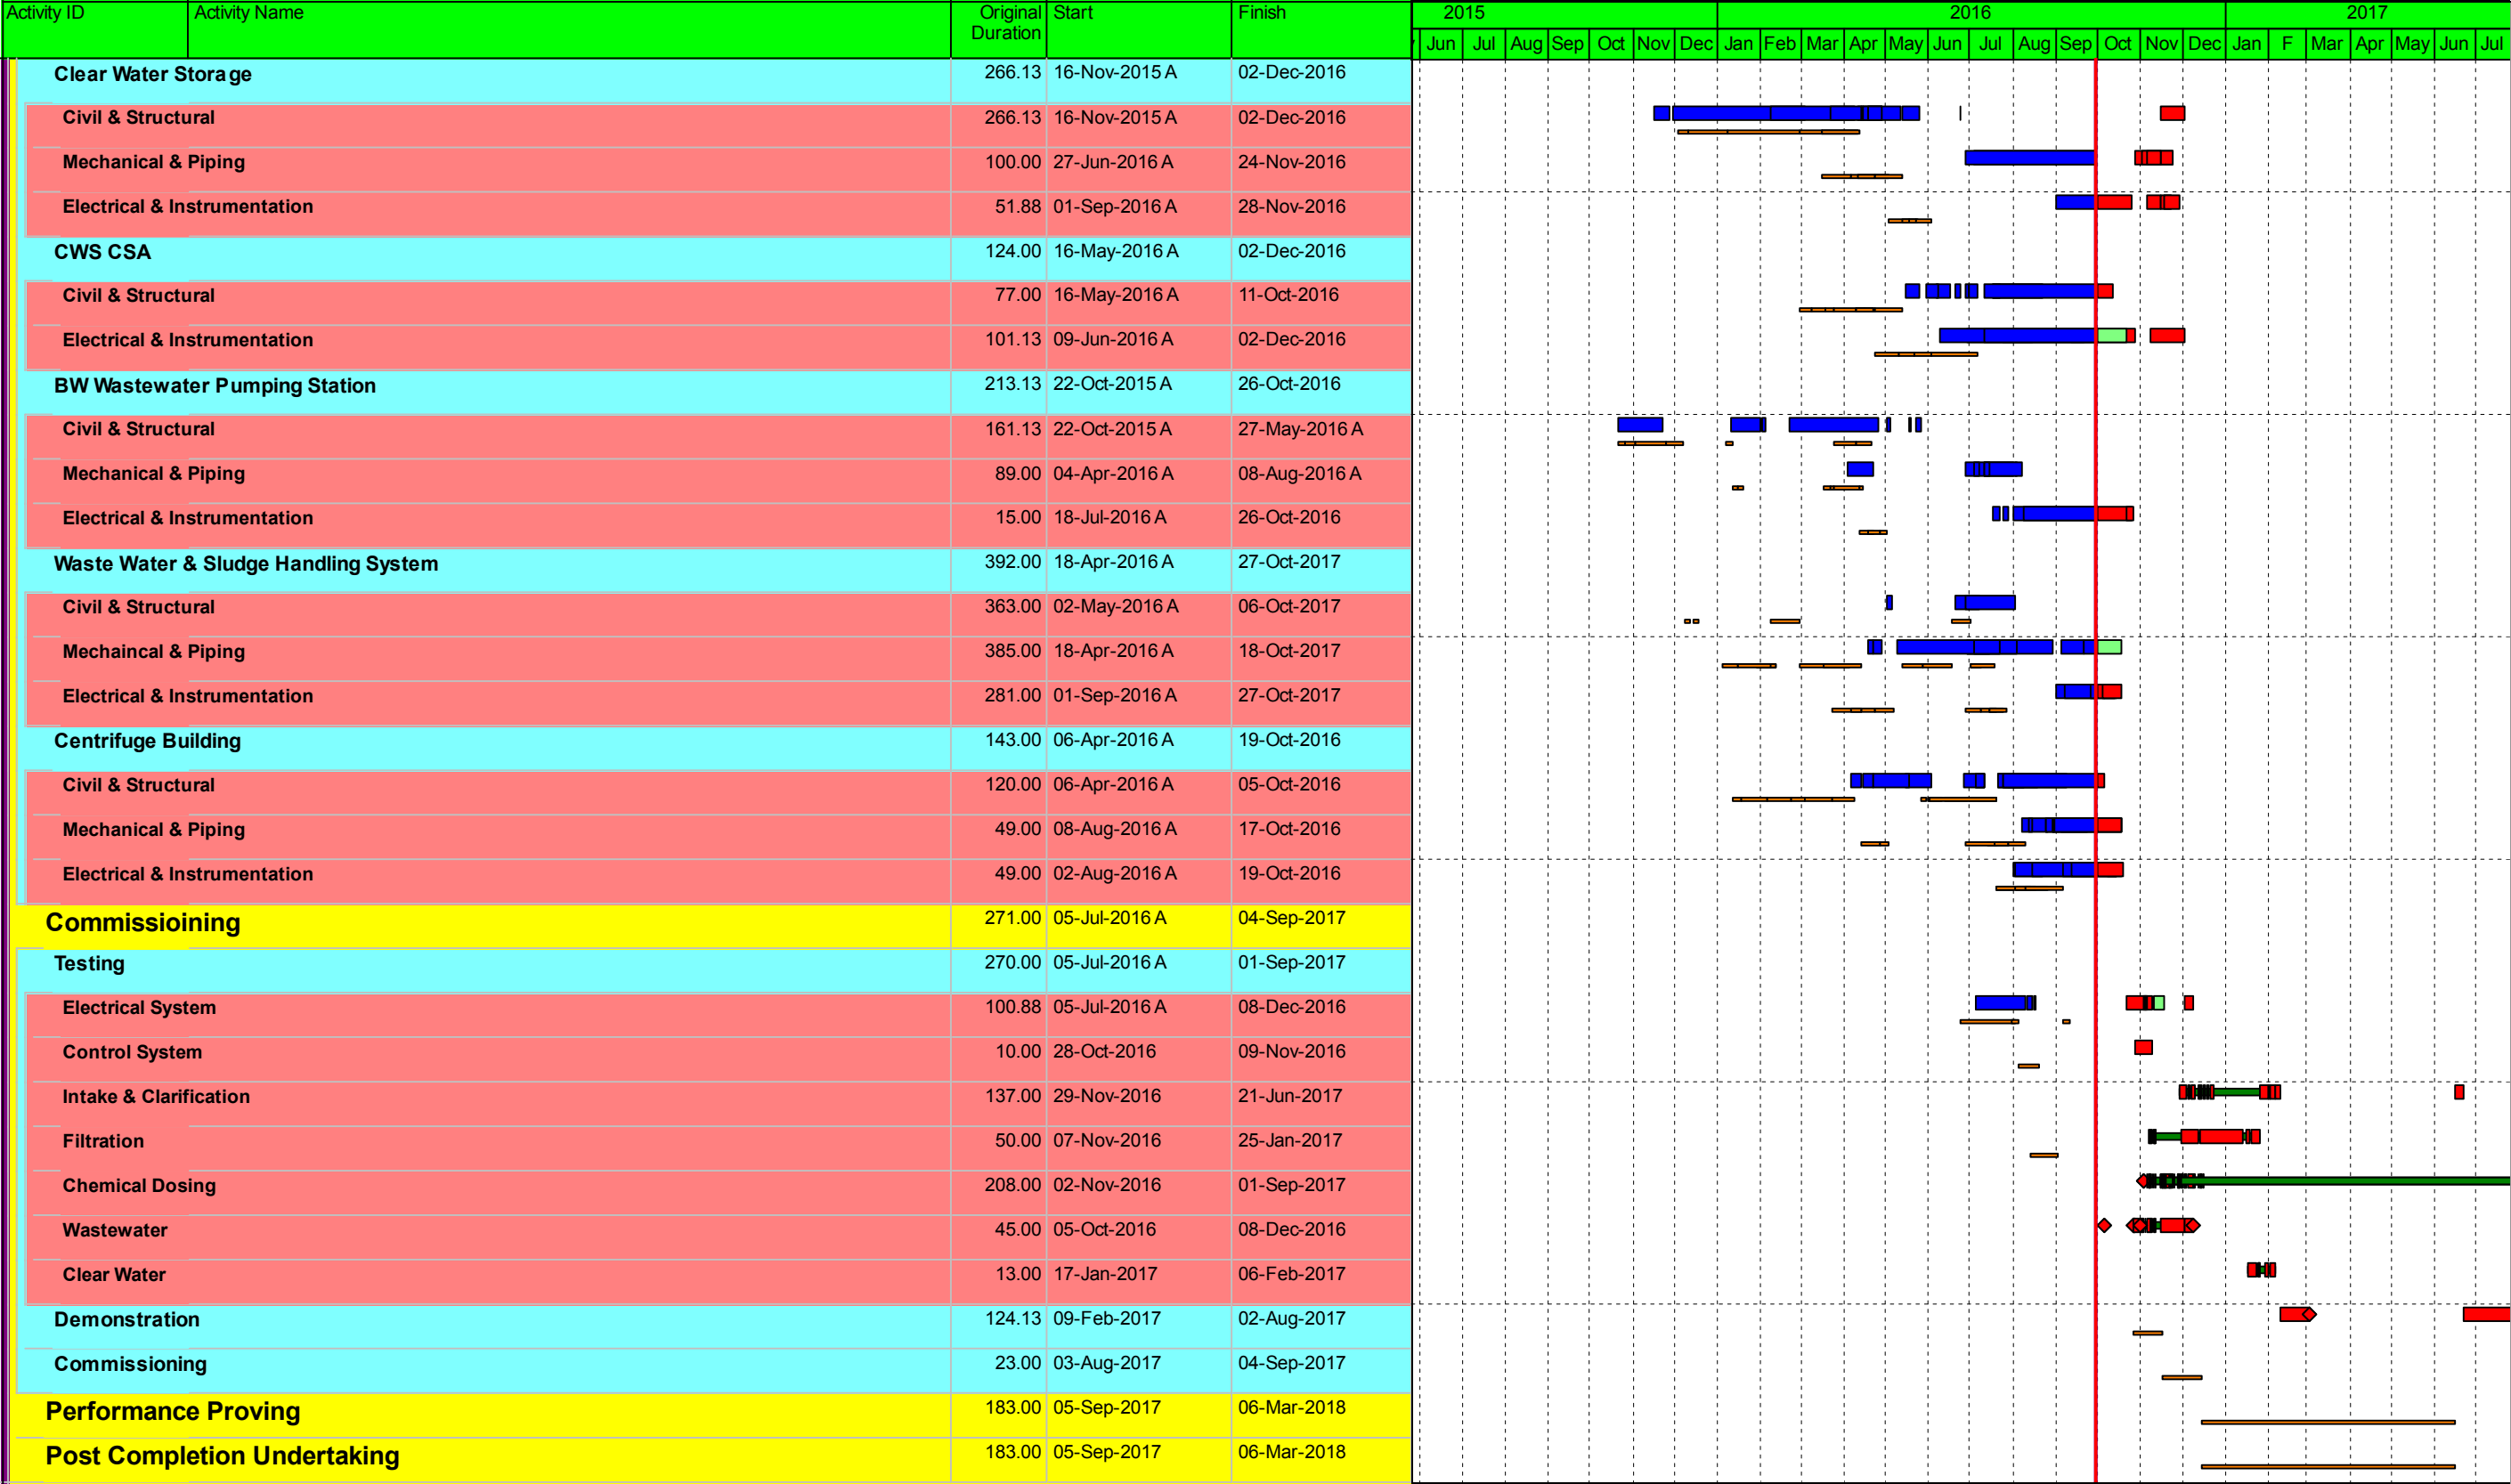 Activity ID Activity Name Original Duration Start Finish 2015 2016 2017
Jun Jul Aug Sep Oct Nov Dec Jan Feb Mar Apr May Jun Jul Aug Sep Oct Nov Dec Jan F Mar Apr May Jun Jul
Clear Water Storage 266.13 16-Nov-2015 A 02-Dec-2016
Civil & Structural 266.13 16-Nov-2015 A 02-Dec-2016
Mechanical & Piping 100.00 27-Jun-2016 A 24-Nov-2016
Electrical & Instrumentation 51.88 01-Sep-2016 A 28-Nov-2016
CWS CSA 124.00 16-May-2016 A 02-Dec-2016
Civil & Structural 77.00 16-May-2016 A 11-Oct-2016
Electrical & Instrumentation 101.13 09-Jun-2016 A 02-Dec-2016
BW Wastewater Pumping Station 213.13 22-Oct-2015 A 26-Oct-2016
Civil & Structural 161.13 22-Oct-2015 A 27-May-2016 A
Mechanical & Piping 89.00 04-Apr-2016 A 08-Aug-2016 A
Electrical & Instrumentation 15.00 18-Jul-2016 A 26-Oct-2016
Waste Water & Sludge Handling System 392.00 18-Apr-2016 A 27-Oct-2017
Civil & Structural 363.00 02-May-2016 A 06-Oct-2017
Mechaincal & Piping 385.00 18-Apr-2016 A 18-Oct-2017
Electrical & Instrumentation 281.00 01-Sep-2016 A 27-Oct-2017
Centrifuge Building 143.00 06-Apr-2016 A 19-Oct-2016
Civil & Structural 120.00 06-Apr-2016 A 05-Oct-2016
Mechanical & Piping 49.00 08-Aug-2016 A 17-Oct-2016
Electrical & Instrumentation 49.00 02-Aug-2016 A 19-Oct-2016
Commissioining 271.00 05-Jul-2016 A 04-Sep-2017
Testing 270.00 05-Jul-2016 A 01-Sep-2017
Electrical System 100.88 05-Jul-2016 A 08-Dec-2016
Control System 10.00 28-Oct-2016 09-Nov-2016
Intake & Clarification 137.00 29-Nov-2016 21-Jun-2017
Filtration 50.00 07-Nov-2016 25-Jan-2017
Chemical Dosing 208.00 02-Nov-2016 01-Sep-2017
Wastewater 45.00 05-Oct-2016 08-Dec-2016
Clear Water 13.00 17-Jan-2017 06-Feb-2017
Demonstration 124.13 09-Feb-2017 02-Aug-2017
Commissioning 23.00 03-Aug-2017 04-Sep-2017
Performance Proving 183.00 05-Sep-2017 06-Mar-2018
Post Completion Undertaking 183.00 05-Sep-2017 06-Mar-2018